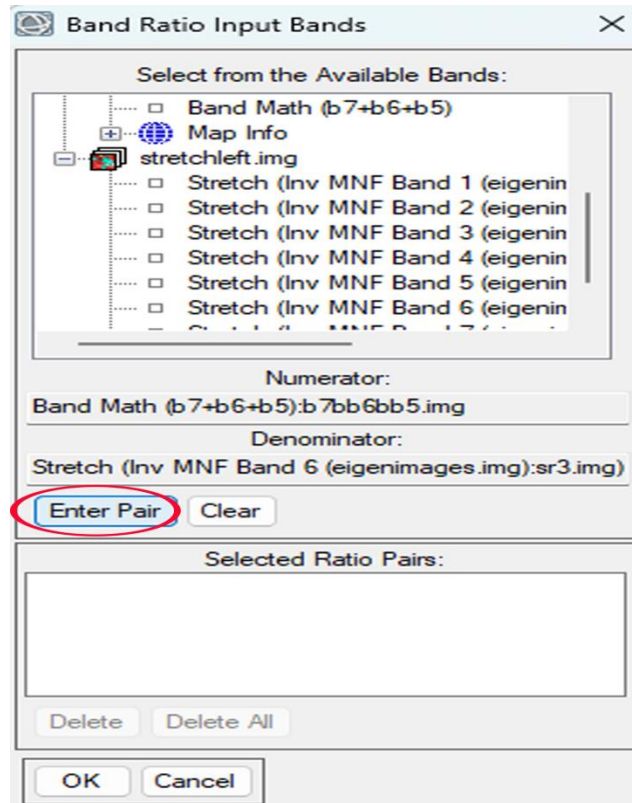 Band Ratio Input Bands
Select from the Available Bands:
Band Math (b7+b6+b5)
Map Info
stretchleft.img
Stretch (Inv MNF Band 1 (eigenin
Stretch (Inv MNF Band 2 (eigenin
Stretch (Inv MNF Band 3 (eigenin
Stretch (Inv MNF Band 4 (eigenin
Stretch (Inv MNF Band 5 (eigenin
Stretch (Inv MNF Band 6 (eigenin
Numerator:
Band Math (b7+b6+b5):b7bb6bb5.img
Denominator:
Stretch (Inv MNF Band 6 (eigenimages.img):sr3.img)
Enter Pair Clear
Selected Ratio Pairs:
Delete Delete All
OK Cancel